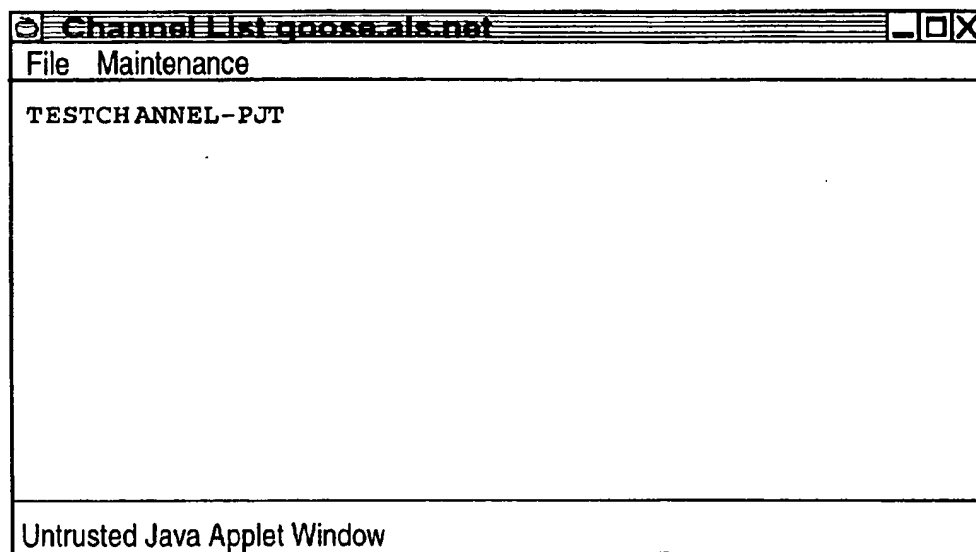 Channel List goose.als.net
File Maintenance
TESTCHANNEL-PJT
Untrusted Java Applet Window